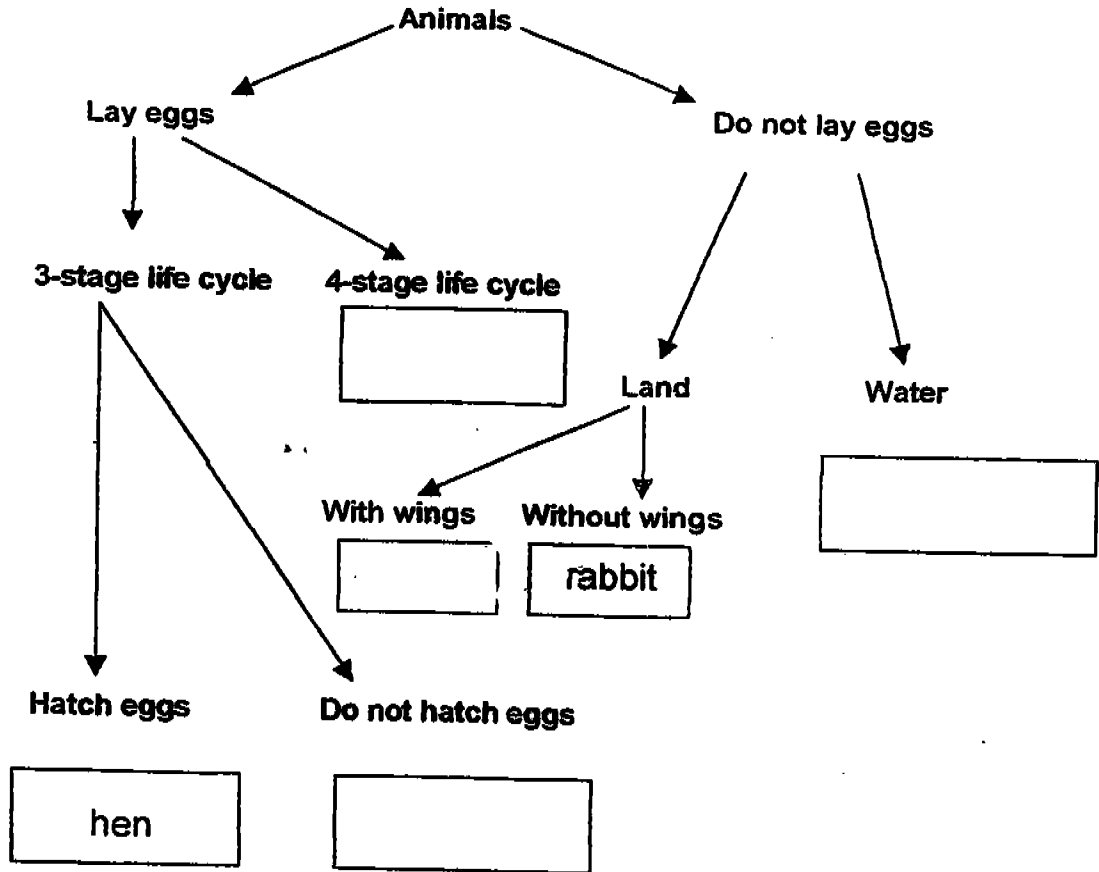 Animals
Lay eggs
Do not lay eggs
3-stage life cycle
4-stage life cycle
Land
Water
With wings
Without wings
rabbit
Hatch eggs
Do not hatch eggs
hen